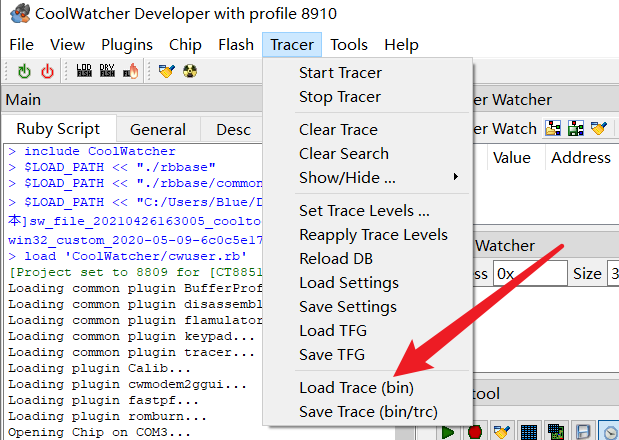 CoolWatcher Developer with profile 8910
File View Plugins Chip Flash Tracer Tools Help
Start Tracer
Stop Tracer
Clear Trace
Clear Search
Show/Hide ...
Set Trace Levels ...
Reapply Trace Levels
Reload DB
Load Settings
Save Settings
Load TFG
Save TFG
Load Trace (bin)
Save Trace (bin/trc)
Main
Ruby Script General Desc
> include CoolWatcher
> $LOAD_PATH << "./rbbase"
> $LOAD_PATH << "./rbbase/common
> $LOAD_PATH << "C:/Users/Blue/D
本]sw_file_20210426163005_coolto
win32_custom_2020-05-09-6c0c5e17
> load 'CoolWatcher/cwuser.rb'
[Project set to 8809 for [CT8851
Loading common plugin BufferProf
Loading common plugin disassembl
Loading common plugin flamulator
Loading common plugin keypad...
Loading common plugin tracer...
Loading plugin Calib...
Loading plugin cwmodem2ggui...
Loading plugin fastpf...
Loading plugin romburn...
Opening Chip on COM3...
er Watcher
er Watch
Value Address
Watcher
ss 0x Size 3
tool